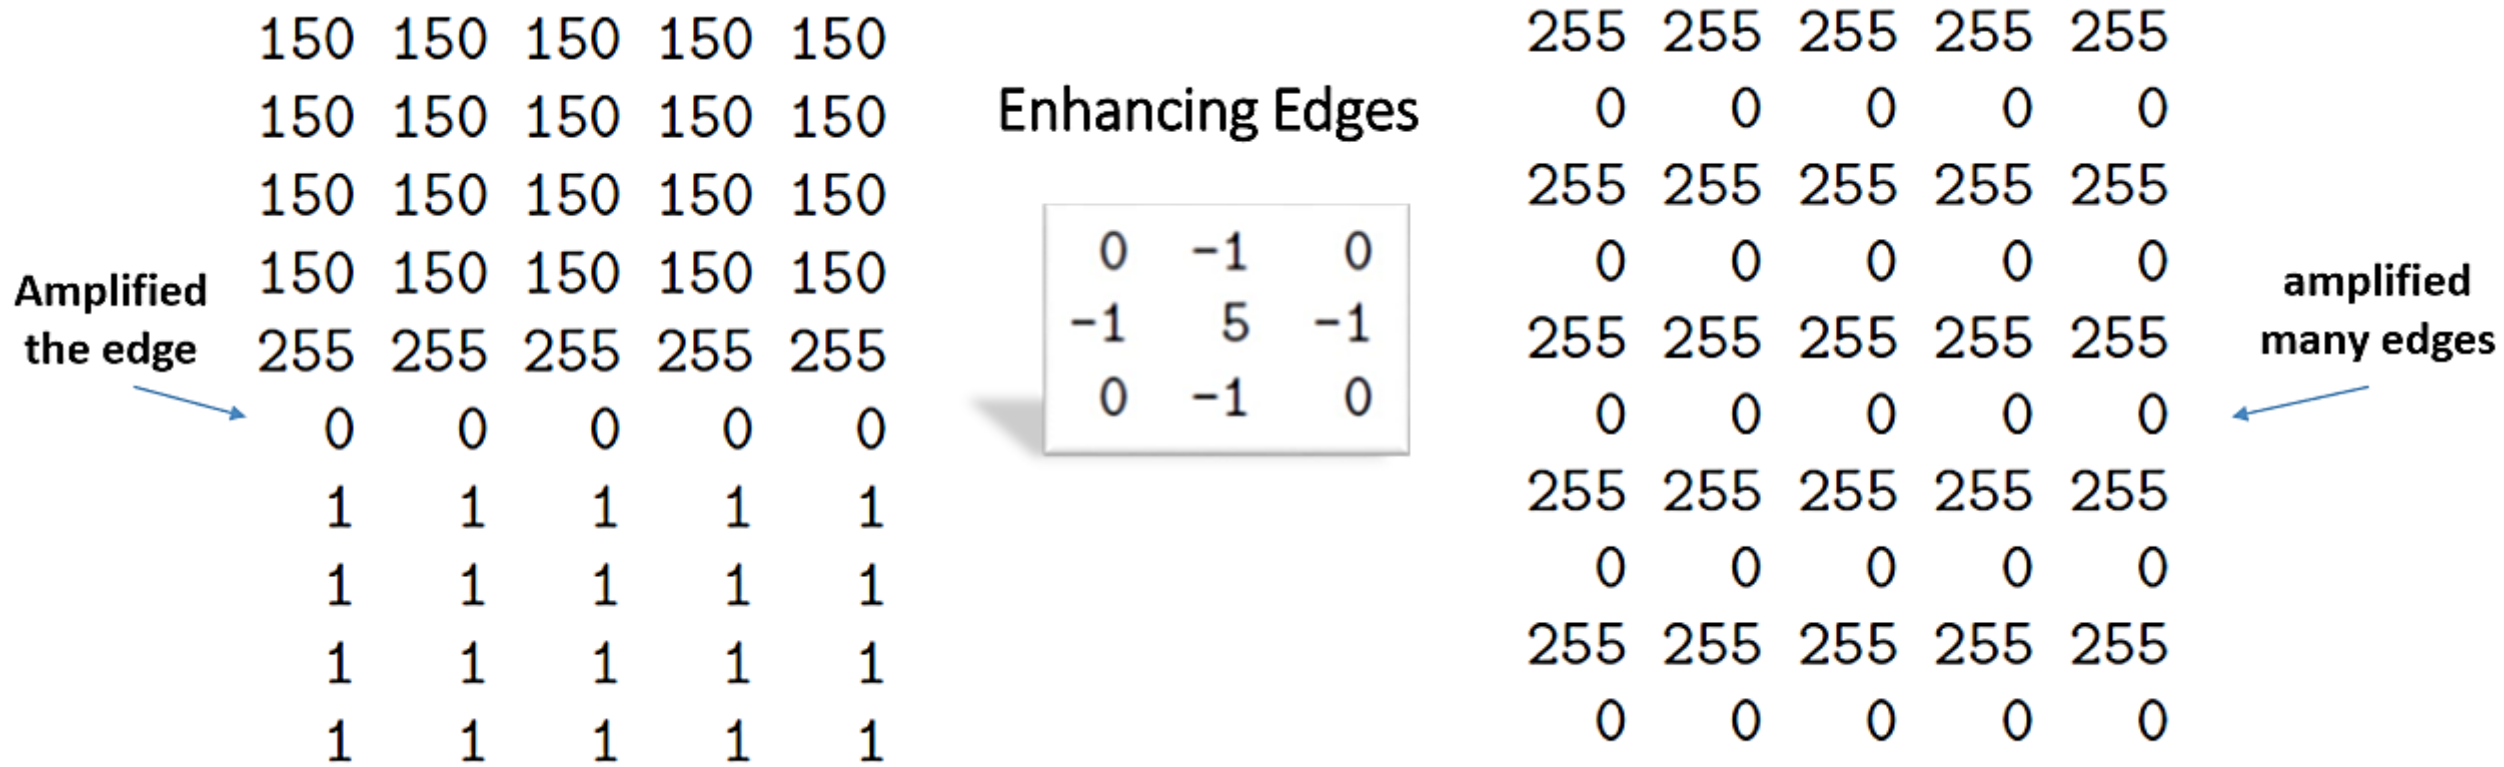 150 150 150 150 150
150 150 150 150 150
150 150 150 150 150
150 150 150 150 150
255 255 255 255 255
0 0 0 0 0
1 1 1 1 1
1 1 1 1 1
1 1 1 1 1
1 1 1 1 1
Amplified
the edge
Enhancing Edges
0 -1 0
-1 5 -1
0 -1 0
255 255 255 255 255
0 0 0 0 0
255 255 255 255 255
0 0 0 0 0
255 255 255 255 255
0 0 0 0 0
255 255 255 255 255
0 0 0 0 0
255 255 255 255 255
0 0 0 0 0
amplified
many edges